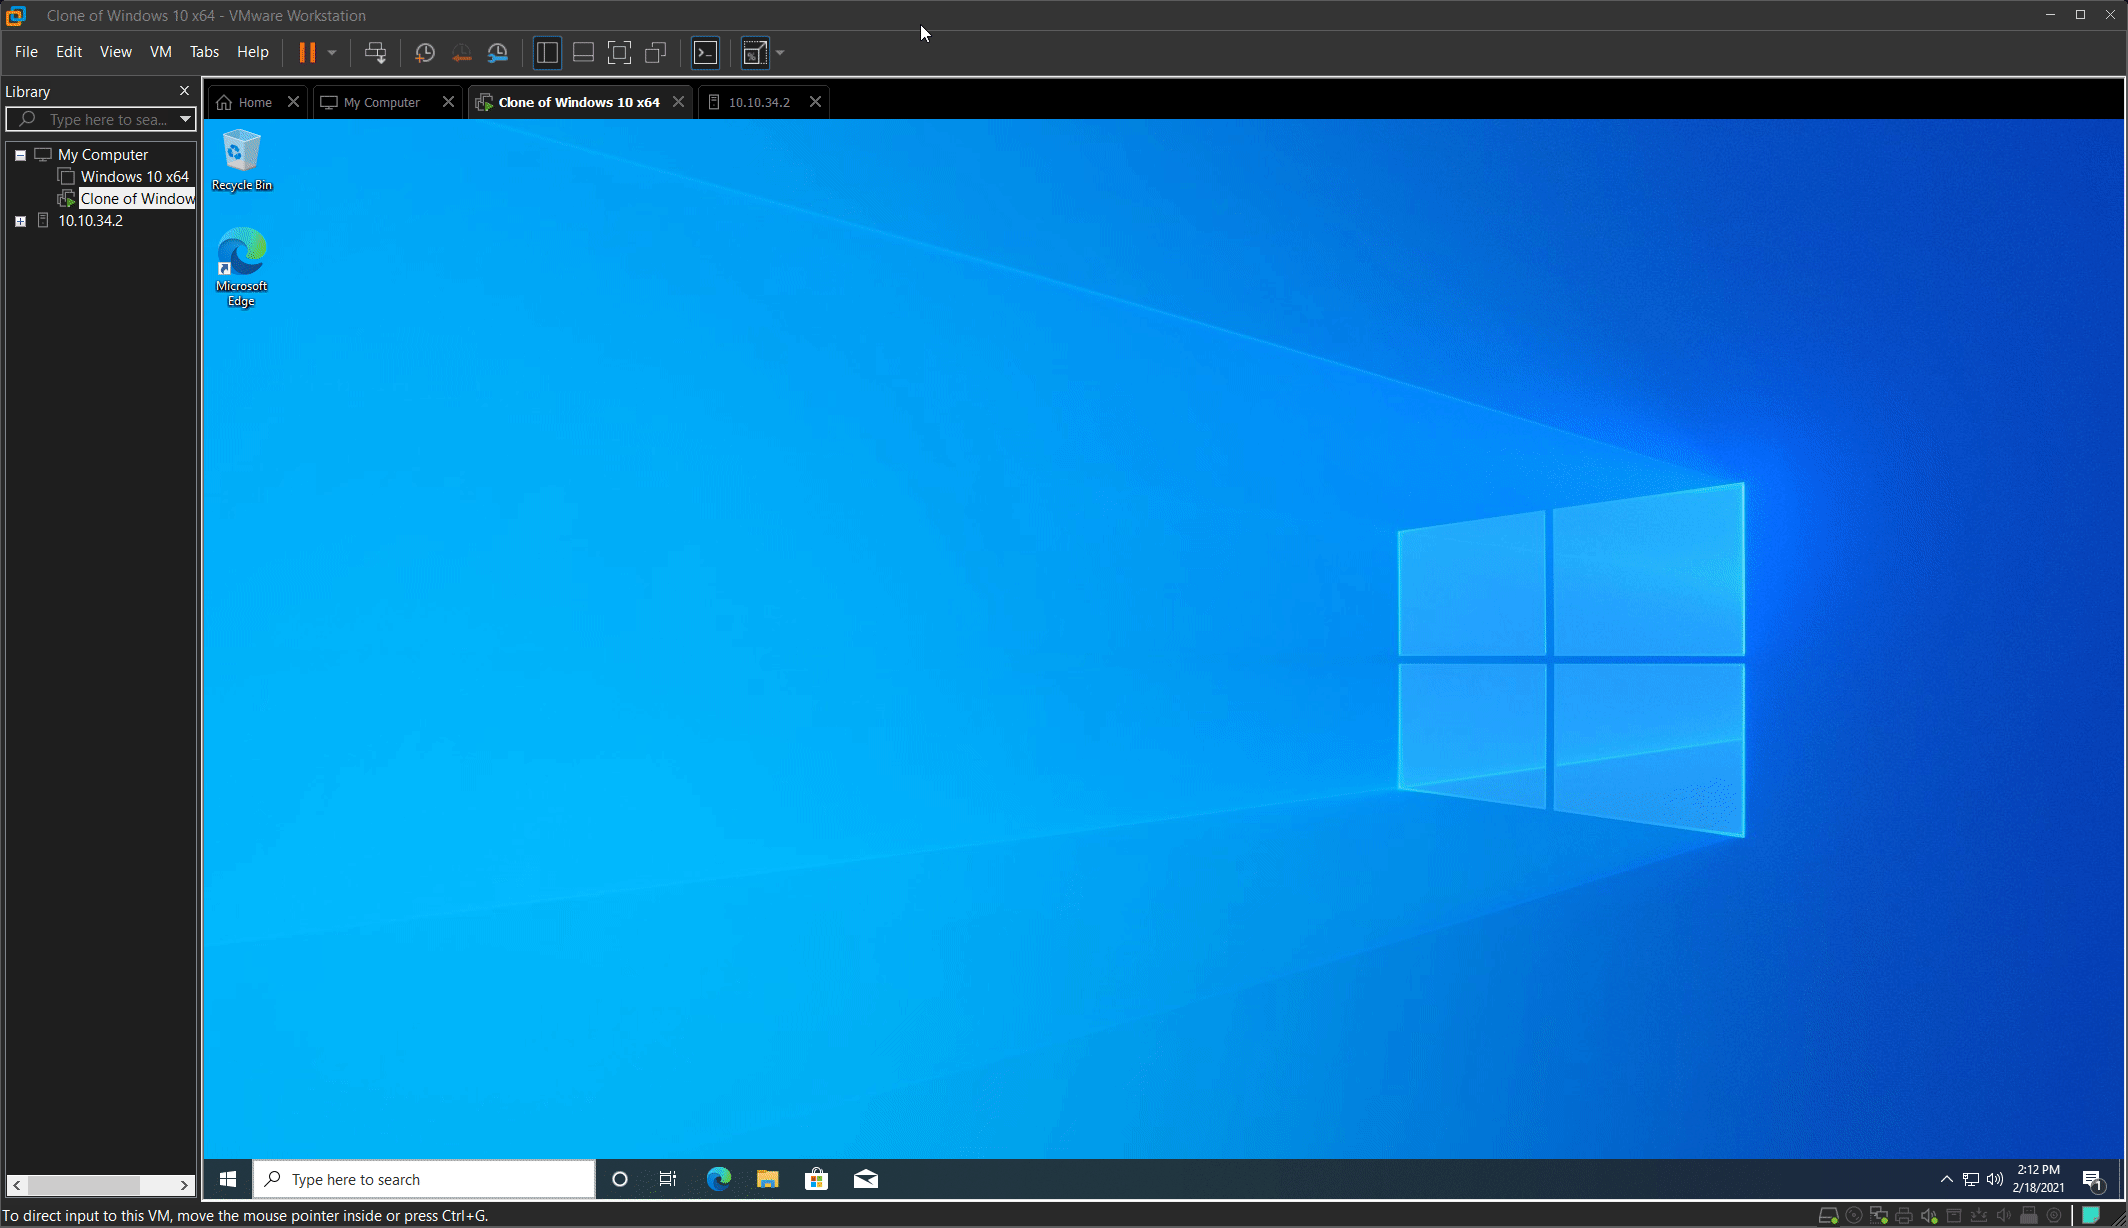 Clone of Windows 10 x64 - VMware Workstation
File Edit View VM Tabs Help
Library
Type here to sea...
My Computer
Windows 10 x64
Clone of Window
10.10.34.2
Home
My Computer
Clone of Windows 10 x64
10.10.34.2
Recycle Bin
Microsoft
Edge
Type here to search
2:12 PM
2/18/2021
1
To direct input to this VM, move the mouse pointer inside or press Ctrl+G.